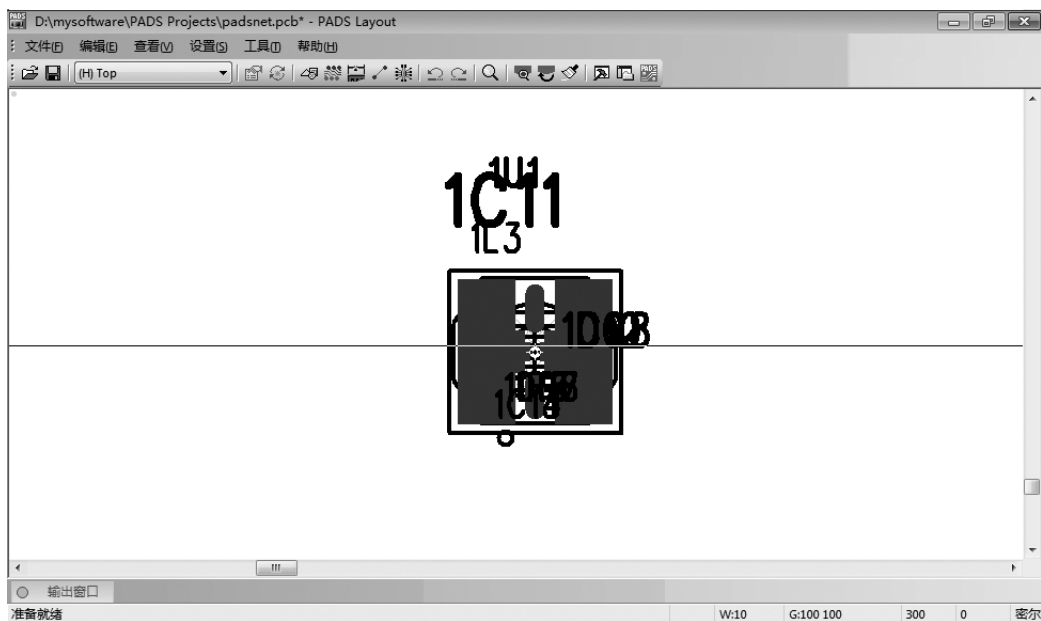 D:\mysoftware\PADS Projects\padsnet.pcb* - PADS Layout
文件(F) 编辑(E) 查看(V) 设置(S) 工具(T) 帮助(H)
(H) Top
1U1
1C11
1L3
输出窗口
准备就绪 W:10 G:100 100 300 0 密尔